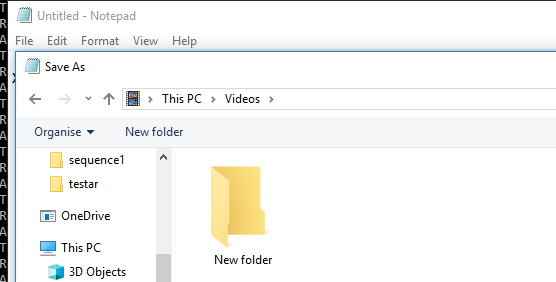 Untitled - Notepad
File Edit Format View Help
Save As
This PC Videos
Organise New folder
sequence1
testar
OneDrive
This PC
3D Objects
New folder